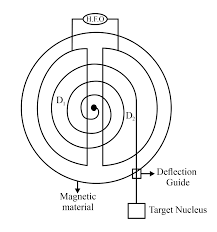 H.F.O
D₁
D₂
Deflection
Guide
Magnetic
material
Target Nucleus